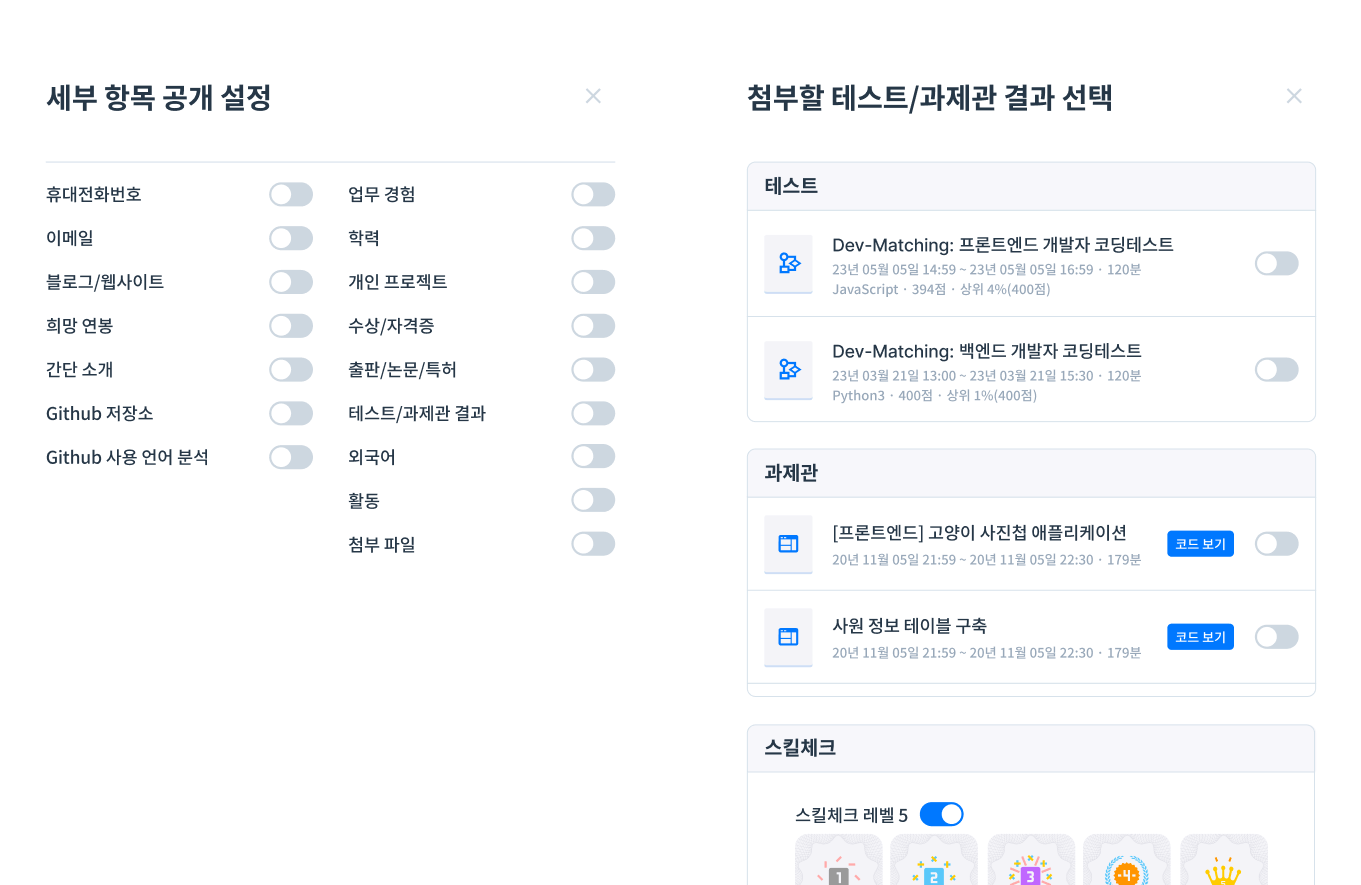 세부 항목 공개 설정
휴대전화번호
이메일
블로그/웹사이트
희망 연봉
간단 소개
Github 저장소
Github 사용 언어 분석
업무 경험
학력
개인 프로젝트
수상/자격증
출판/논문/특허
테스트/과제관 결과
외국어
활동
첨부 파일
첨부할 테스트/과제관 결과 선택
테스트
Dev-Matching: 프론트엔드 개발자 코딩테스트
23년 05월 05일 14:59 ~ 23년 05월 05일 16:59 · 120분
JavaScript · 394점 · 상위 4%(400점)
Dev-Matching: 백엔드 개발자 코딩테스트
23년 03월 21일 13:00 ~ 23년 03월 21일 15:30 · 120분
Python3 · 400점 · 상위 1%(400점)
과제관
[프론트엔드] 고양이 사진첩 애플리케이션
20년 11월 05일 21:59 ~ 20년 11월 05일 22:30 · 179분
코드 보기
사원 정보 테이블 구축
20년 11월 05일 21:59 ~ 20년 11월 05일 22:30 · 179분
코드 보기
스킬체크
스킬체크 레벨 5
1 2 3 -4-